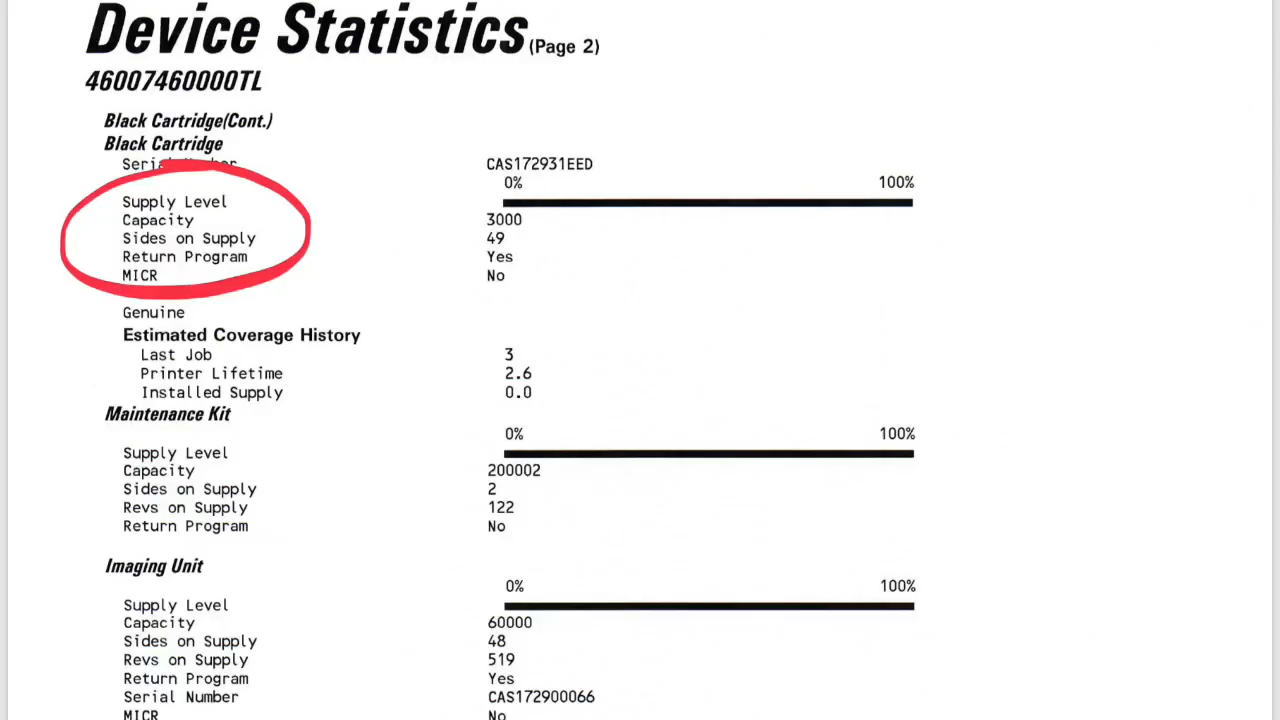 Device Statistics (Page 2)
46007460000TL
Black Cartridge(Cont.)
Black Cartridge
Serial Number CAS172931EED
0% 100%
Supply Level
Capacity 3000
Sides on Supply 49
Return Program Yes
MICR No
Genuine
Estimated Coverage History
Last Job 3
Printer Lifetime 2.6
Installed Supply 0.0
Maintenance Kit
0% 100%
Supply Level
Capacity 200002
Sides on Supply 2
Revs on Supply 122
Return Program No
Imaging Unit
0% 100%
Supply Level
Capacity 60000
Sides on Supply 48
Revs on Supply 519
Return Program Yes
Serial Number CAS172900066
MICR No